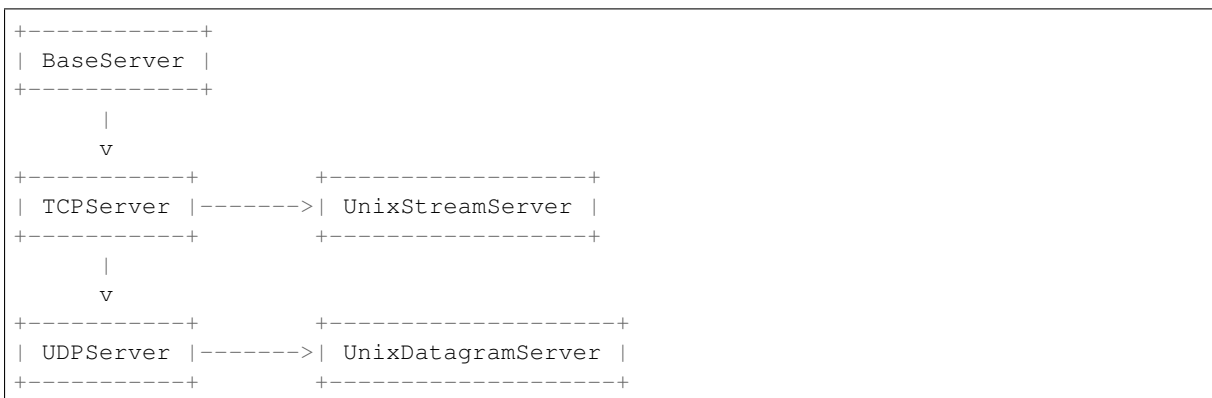 +------------+
| BaseServer |
+------------+
      |
      v
+-----------+        +------------------+
| TCPServer |------->| UnixStreamServer |
+-----------+        +------------------+
      |
      v
+-----------+        +--------------------+
| UDPServer |------->| UnixDatagramServer |
+-----------+        +--------------------+